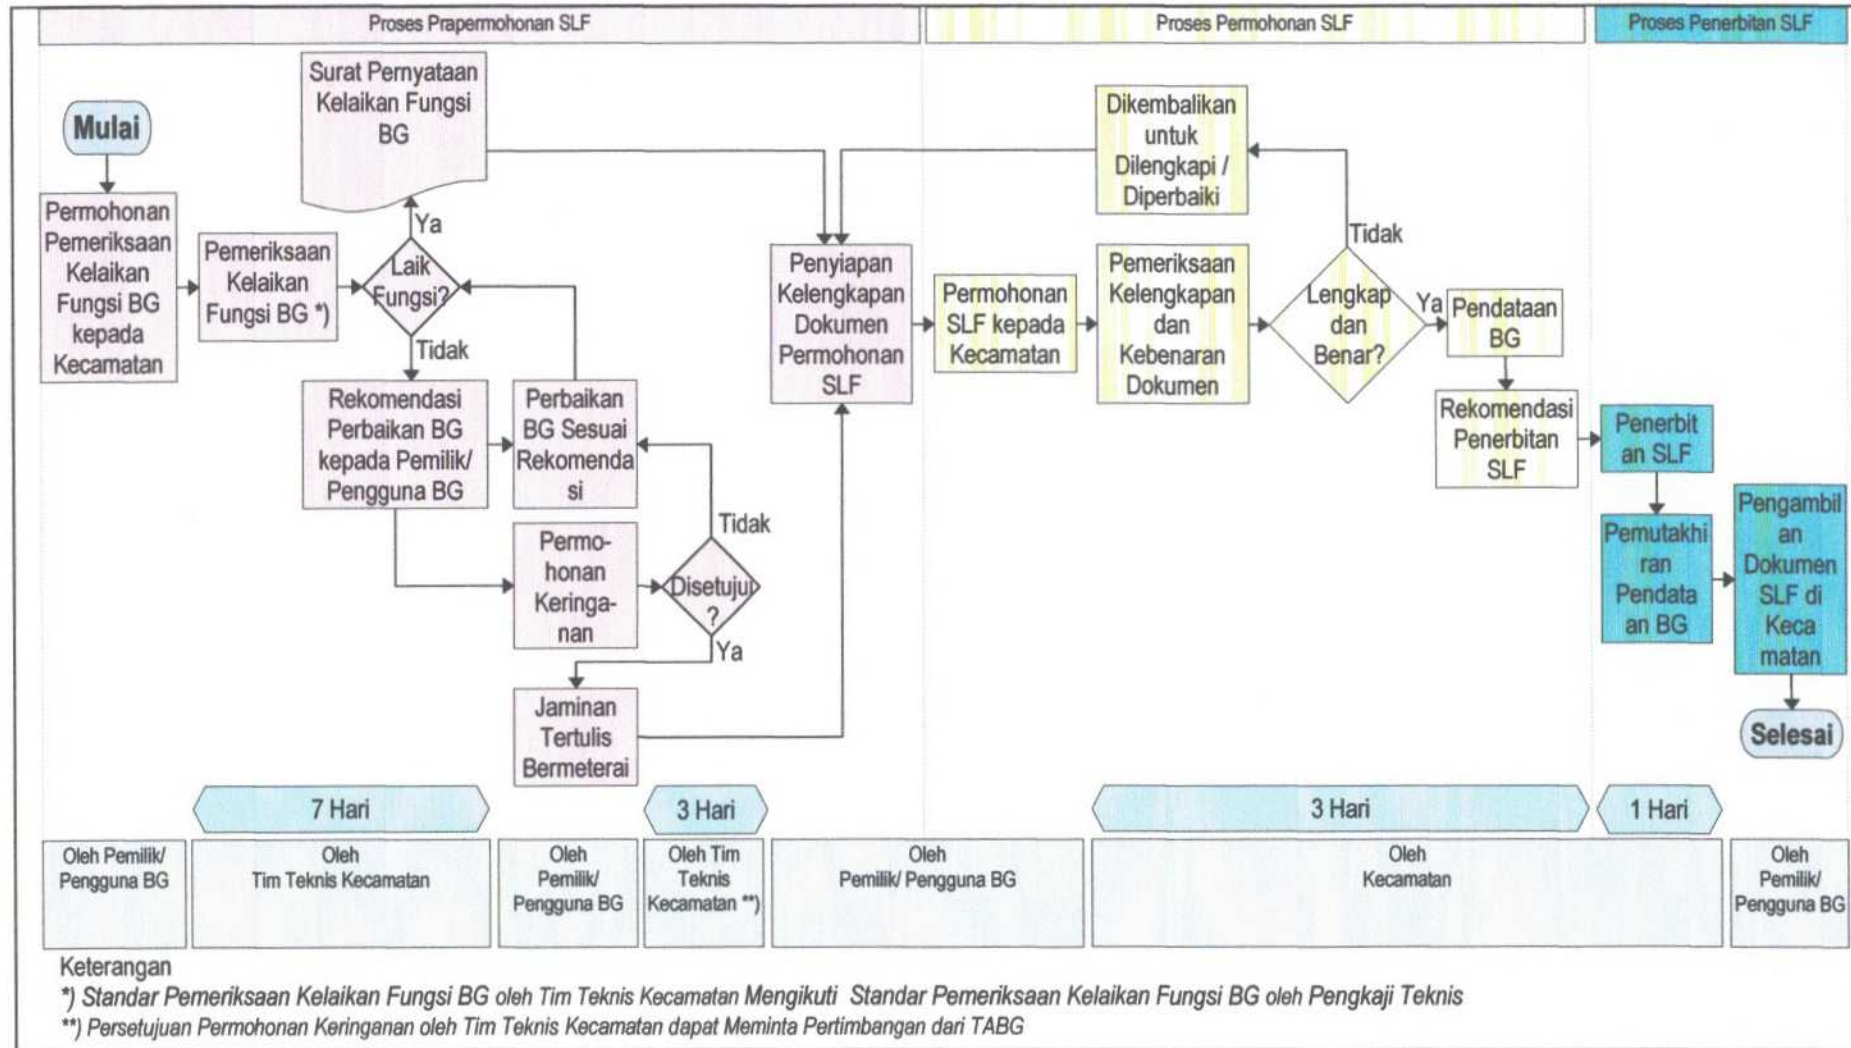 Proses Prapermohonan SLF
Proses Permohonan SLF
Proses Penerbitan SLF
Mulai
Permohonan
Pemeriksaan
Kelaikan
Fungsi BG
kepada
Kecamatan
Pemeriksaan
Kelaikan
Fungsi BG *)
Laik
Fungsi?
Ya
Surat Pernyataan
Kelaikan Fungsi
BG
Tidak
Rekomendasi
Perbaikan BG
kepada Pemilik/
Pengguna BG
Perbaikan
BG Sesuai
Rekomenda
si
Permo-
honan
Keringa-
nan
Disetujui
?
Tidak
Ya
Jaminan
Tertulis
Bermeterai
Penyiapan
Kelengkapan
Dokumen
Permohonan
SLF
Permohonan
SLF kepada
Kecamatan
Pemeriksaan
Kelengkapan
dan
Kebenaran
Dokumen
Lengkap
dan
Benar?
Tidak
Dikembalikan
untuk
Dilengkapi /
Diperbaiki
Ya
Pendataan
BG
Rekomendasi
Penerbitan
SLF
Penerbit
an SLF
Pemutakhi
ran
Pendata
an BG
Pengambil
an
Dokumen
SLF di
Keca
matan
Selesai
7 Hari
3 Hari
3 Hari
1 Hari
Oleh Pemilik/
Pengguna BG
Oleh
Tim Teknis Kecamatan
Oleh
Pemilik/
Pengguna BG
Oleh Tim
Teknis
Kecamatan **)
Oleh
Pemilik/ Pengguna BG
Oleh
Kecamatan
Oleh
Pemilik/
Pengguna BG
Keterangan
*) Standar Pemeriksaan Kelaikan Fungsi BG oleh Tim Teknis Kecamatan Mengikuti Standar Pemeriksaan Kelaikan Fungsi BG oleh Pengkaji Teknis
**) Persetujuan Permohonan Keringanan oleh Tim Teknis Kecamatan dapat Meminta Pertimbangan dari TABG